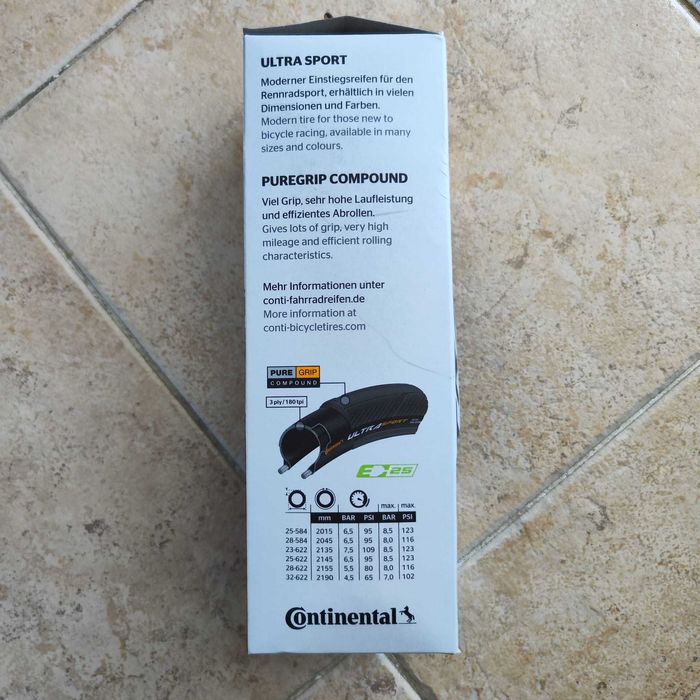 ULTRA SPORT
Moderner Einstiegsreifen für den
Rennradsport, erhältlich in vielen
Dimensionen und Farben.
Modern tire for those new to
bicycle racing, available in many
sizes and colours.
PUREGRIP COMPOUND
Viel Grip, sehr hohe Laufleistung
und effizientes Abrollen.
Gives lots of grip, very high
mileage and efficient rolling
characteristics.
Mehr Informationen unter
conti-fahrradreifen.de
More information at
conti-bicycletires.com
PURE GRIP
COMPOUND
3 ply/180 tpi
ULTRA SPORT
25
max. max.
mm BAR PSI BAR PSI
25-584 2015 6,5 95 8,5 123
28-584 2045 6,5 95 8,0 116
23-622 2135 7,5 109 8,5 123
25-622 2145 6,5 95 8,5 123
28-622 2155 5,5 80 8,0 116
32-622 2190 4,5 65 7,0 102
Continental